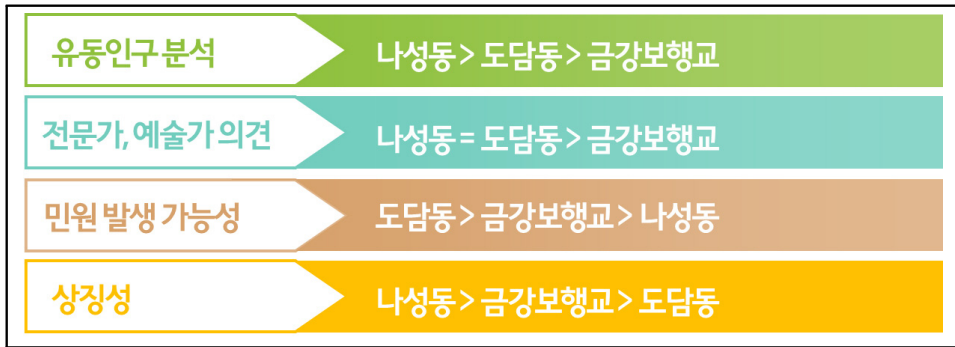 유동인구 분석
나성동 > 도담동 > 금강보행교
전문가, 예술가 의견
나성동 = 도담동 > 금강보행교
민원 발생 가능성
도담동 > 금강보행교 > 나성동
상징성
나성동 > 금강보행교 > 도담동